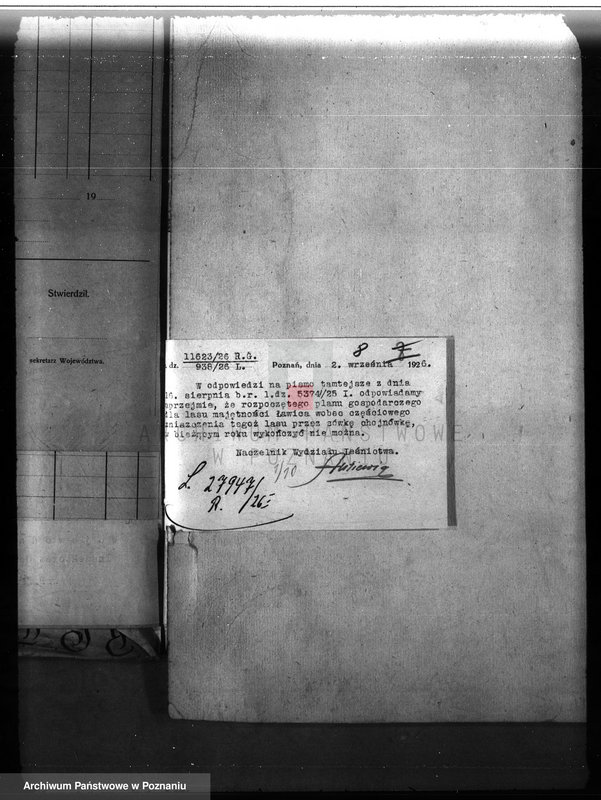 19
Stwierdził.
sekretarz Województwa.
8
dz. 11623/26 R.G.
938/26 L.
Poznań, dnia 2. września 1926.
W odpowiedzi na pismo tamtejsze z dnia
16. sierpnia b.r. l.dz. 5374/25 I. odpowiadamy
uprzejmie, że rozpoczętego planu gospodarczego
dla lasu majętności Ławica wobec częściowego
zniszczenia tegoż lasu przez sówkę chojnówkę,
w bieżącym roku wykończyć nie można.
Naczelnik Wydziału Leśnictwa.
L. 27947/
R. /26 I
Archiwum Państwowe w Poznaniu